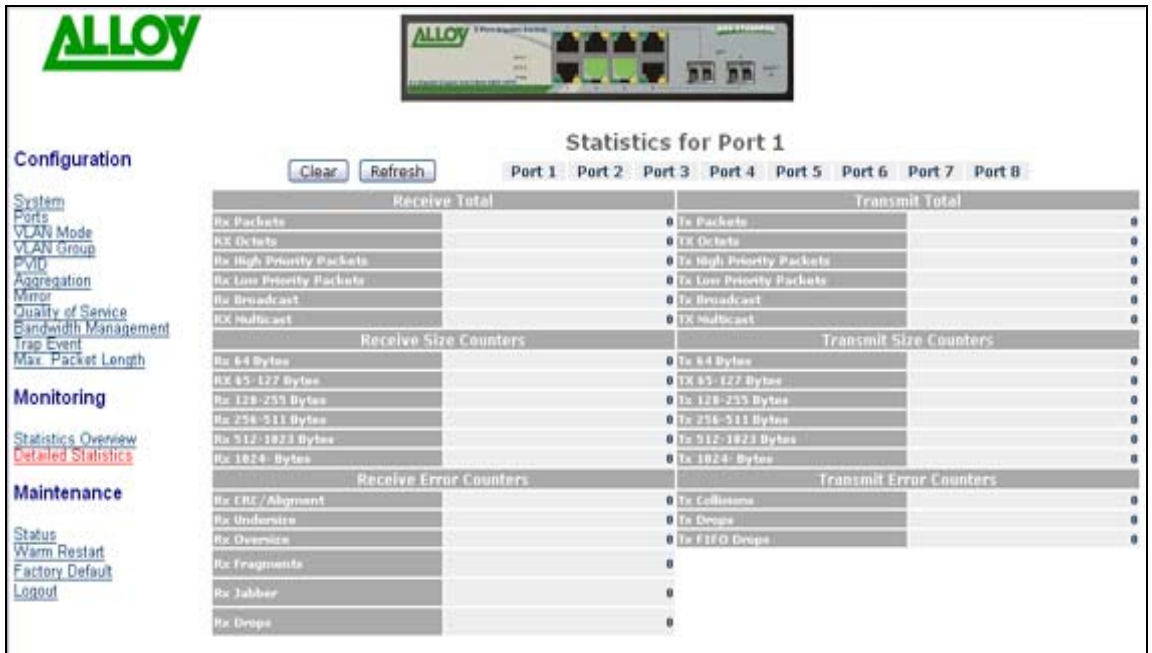 ALLOY
ALLOY
Statistics for Port 1
Clear
Refresh
Port 1 Port 2 Port 3 Port 4 Port 5 Port 6 Port 7 Port 8
Configuration
System
Ports
VLAN Mode
VLAN Group
PVID
Aggregation
Mirror
Quality of Service
Bandwidth Management
Trap Event
Max. Packet Length
Monitoring
Statistics Overview
Detailed Statistics
Maintenance
Status
Warm Restart
Factory Default
Logout
Receive Total Transmit Total
Rx Packets 0 Tx Packets 0
RX Octets 0 TX Octets 0
Rx High Priority Packets 0 Tx High Priority Packets 0
Rx Low Priority Packets 0 Tx Low Priority Packets 0
Rx Broadcast 0 Tx Broadcast 0
RX Multicast 0 TX Multicast 0
Receive Size Counters Transmit Size Counters
Rx 64 Bytes 0 Tx 64 Bytes 0
RX 65-127 Bytes 0 TX 65-127 Bytes 0
Rx 128-255 Bytes 0 Tx 128-255 Bytes 0
Rx 256-511 Bytes 0 Tx 256-511 Bytes 0
Rx 512-1023 Bytes 0 Tx 512-1023 Bytes 0
Rx 1024- Bytes 0 Tx 1024- Bytes 0
Receive Error Counters Transmit Error Counters
Rx CRC/Aligment 0 Tx Collisions 0
Rx Undersize 0 Tx Drops 0
Rx Oversize 0 Tx FIFO Drops 0
Rx Fragments 0
Rx Jabber 0
Rx Drops 0